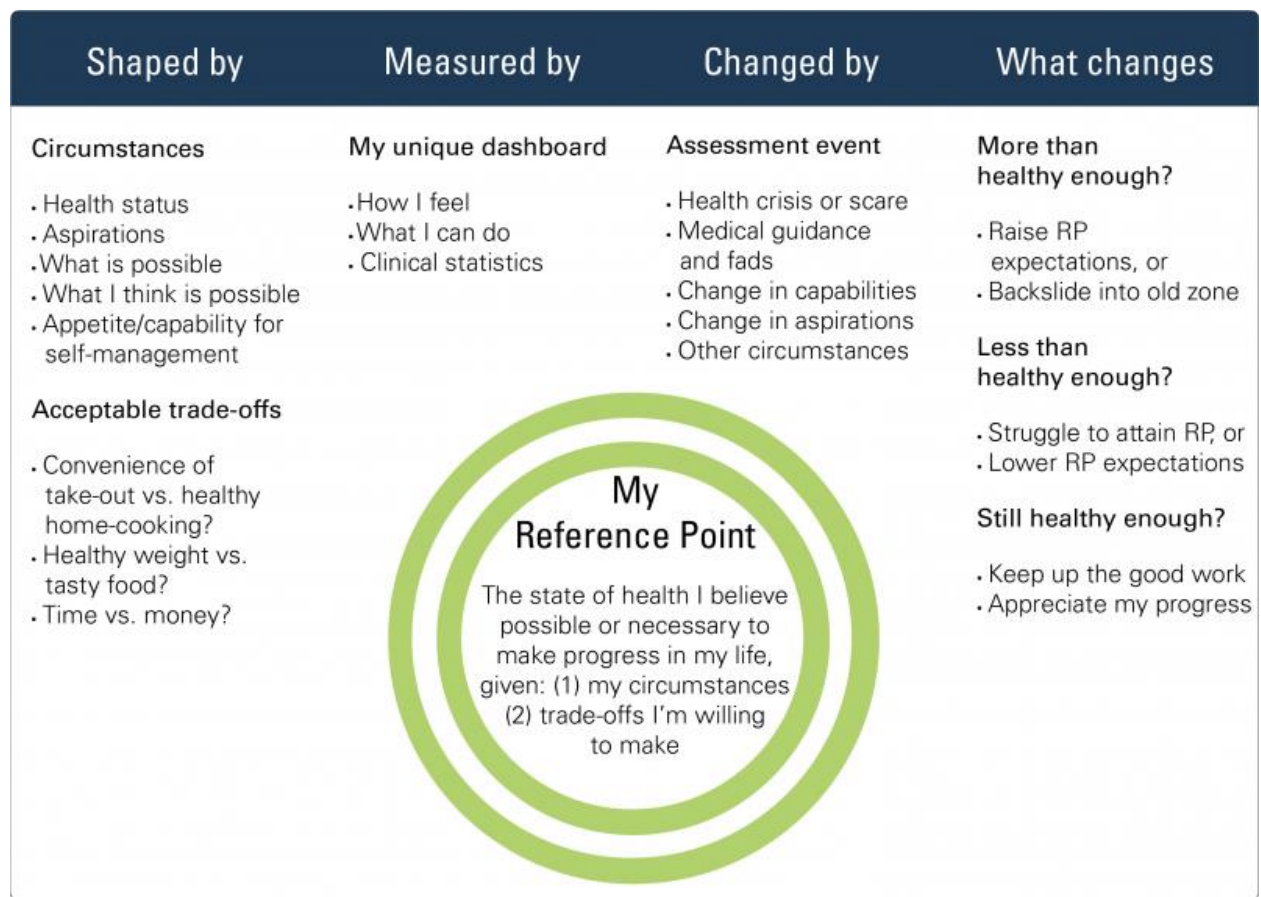 Shaped by
Measured by
Changed by
What changes
Circumstances
• Health status
• Aspirations
• What is possible
• What I think is possible
• Appetite/capability for
self-management
Acceptable trade-offs
• Convenience of
take-out vs. healthy
home-cooking?
• Healthy weight vs.
tasty food?
• Time vs. money?
My unique dashboard
• How I feel
• What I can do
• Clinical statistics
Assessment event
• Health crisis or scare
• Medical guidance
and fads
• Change in capabilities
• Change in aspirations
• Other circumstances
More than
healthy enough?
• Raise RP
expectations, or
• Backslide into old zone
Less than
healthy enough?
• Struggle to attain RP, or
• Lower RP expectations
Still healthy enough?
• Keep up the good work
• Appreciate my progress
My
Reference Point
The state of health I believe
possible or necessary to
make progress in my life,
given: (1) my circumstances
(2) trade-offs I'm willing
to make